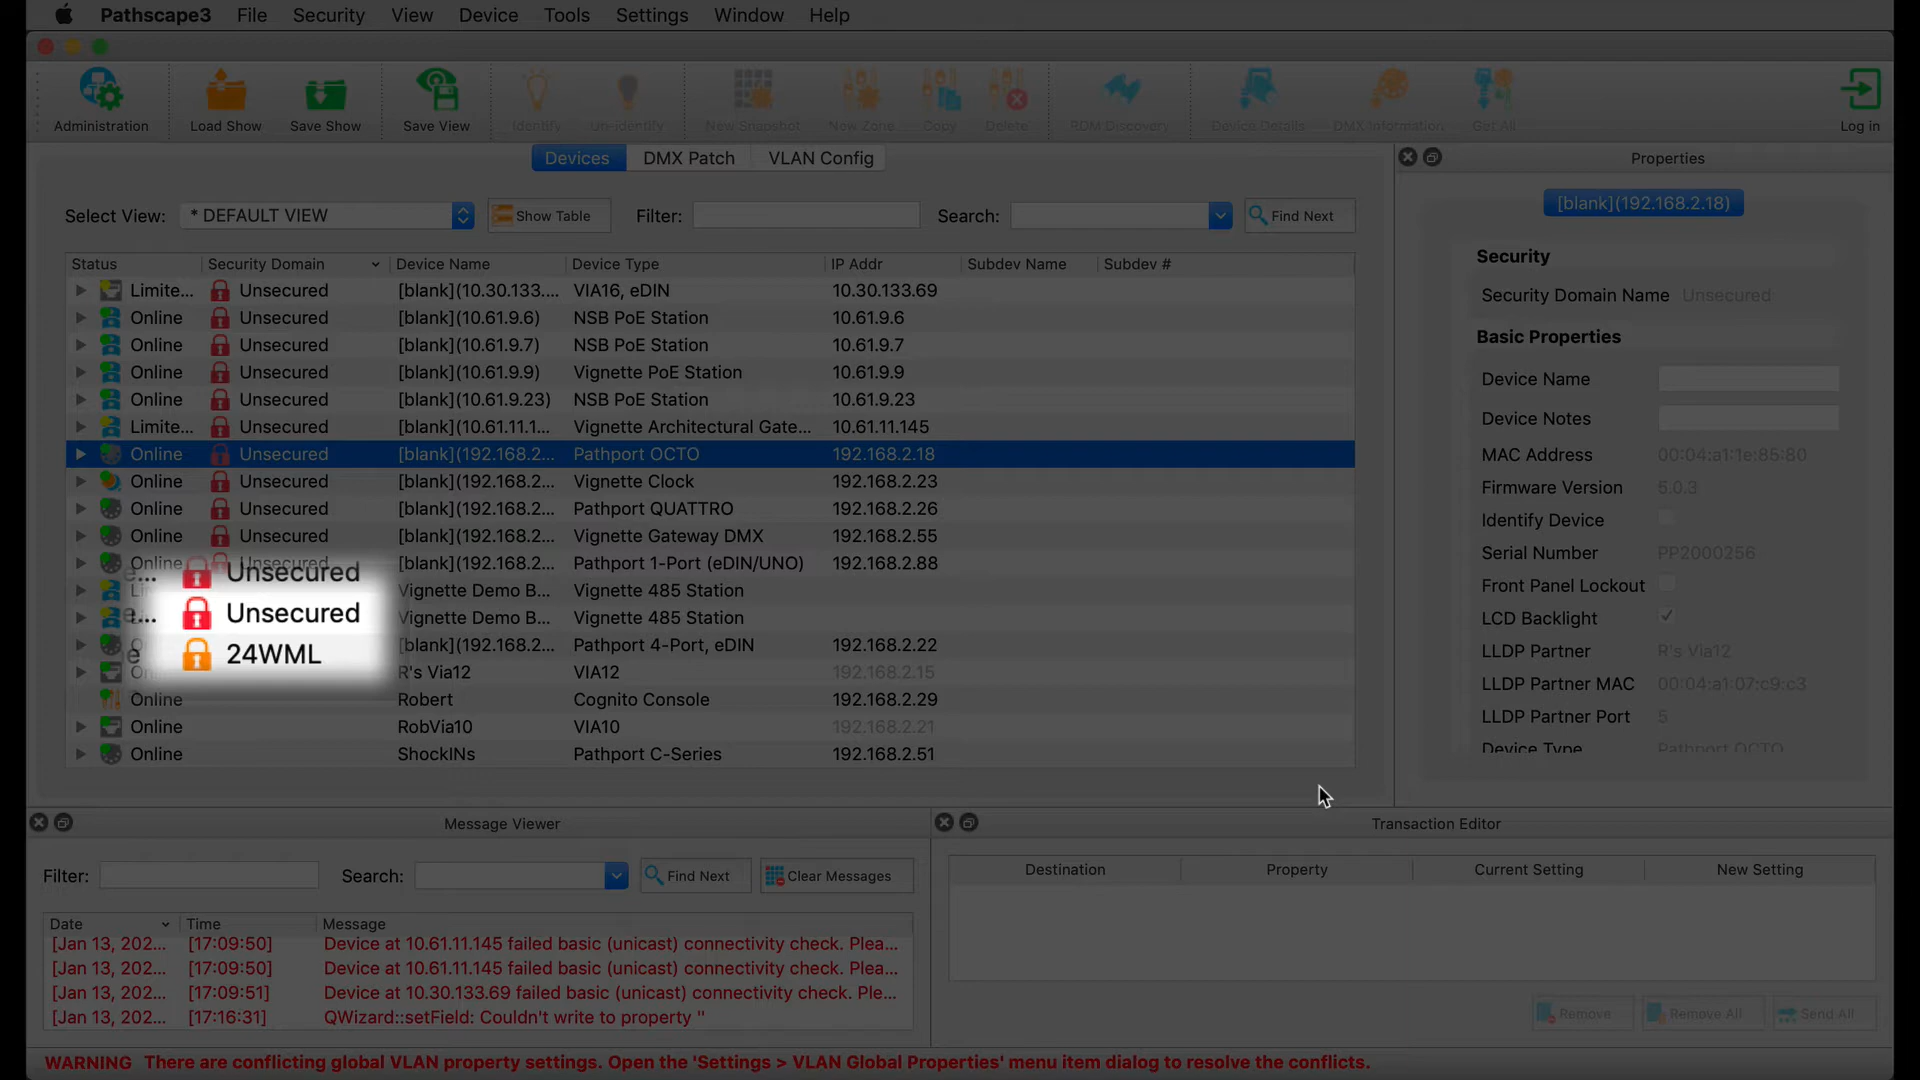 Pathscape3 File Security View Device Tools Settings Window Help
Administration Load Show Save Show Save View Identify Un-identify New Snapshot New Zone Copy Delete RDM Discovery Device Details DMX Information Get All Log in
Devices DMX Patch VLAN Config
Properties
Select View: * DEFAULT VIEW Show Table Filter: Search: Find Next
[blank](192.168.2.18)
Status Security Domain Device Name Device Type IP Addr Subdev Name Subdev #
Limite... Unsecured [blank](10.30.133.... VIA16, eDIN 10.30.133.69
Online Unsecured [blank](10.61.9.6) NSB PoE Station 10.61.9.6
Online Unsecured [blank](10.61.9.7) NSB PoE Station 10.61.9.7
Online Unsecured [blank](10.61.9.9) Vignette PoE Station 10.61.9.9
Online Unsecured [blank](10.61.9.23) NSB PoE Station 10.61.9.23
Limite... Unsecured [blank](10.61.11.1... Vignette Architectural Gate... 10.61.11.145
Online Unsecured [blank](192.168.2... Pathport OCTO 192.168.2.18
Online Unsecured [blank](192.168.2... Vignette Clock 192.168.2.23
Online Unsecured [blank](192.168.2... Pathport QUATTRO 192.168.2.26
Online Unsecured [blank](192.168.2... Vignette Gateway DMX 192.168.2.55
Online Unsecured [blank](192.168.2... Pathport 1-Port (eDIN/UNO) 192.168.2.88
Unsecured
Vignette Demo B... Vignette 485 Station
Unsecured
Vignette Demo B... Vignette 485 Station
24WML
[blank](192.168.2... Pathport 4-Port, eDIN 192.168.2.22
R's Via12 VIA12 192.168.2.15
Online Robert Cognito Console 192.168.2.29
Online RobVia10 VIA10 192.168.2.21
Online ShockINs Pathport C-Series 192.168.2.51
Security
Security Domain Name Unsecured
Basic Properties
Device Name
Device Notes
MAC Address 00:04:a1:1e:85:80
Firmware Version 5.0.3
Identify Device
Serial Number PP2000256
Front Panel Lockout
LCD Backlight
LLDP Partner R's Via12
LLDP Partner MAC 00:04:a1:07:c9:c3
LLDP Partner Port 5
Device Type Pathport OCTO
Message Viewer
Filter: Search: Find Next Clear Messages
Date Time Message
[Jan 13, 202... [17:09:50] Device at 10.61.11.145 failed basic (unicast) connectivity check. Plea...
[Jan 13, 202... [17:09:50] Device at 10.61.11.145 failed basic (unicast) connectivity check. Plea...
[Jan 13, 202... [17:09:51] Device at 10.30.133.69 failed basic (unicast) connectivity check. Ple...
[Jan 13, 202... [17:16:31] QWizard::setField: Couldn't write to property ''
Transaction Editor
Destination Property Current Setting New Setting
Remove Remove All Send All
WARNING There are conflicting global VLAN property settings. Open the 'Settings > VLAN Global Properties' menu item dialog to resolve the conflicts.